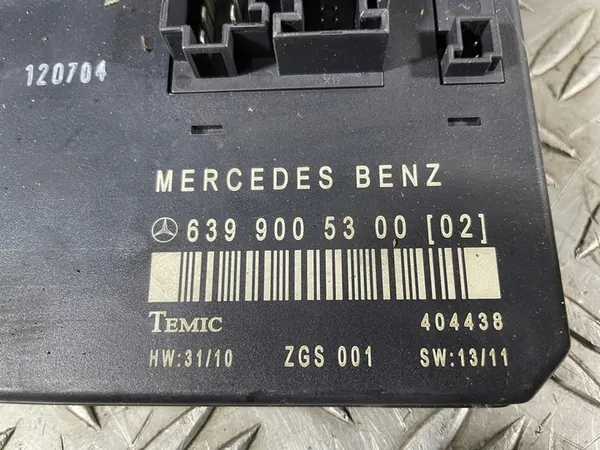 120704
MERCEDES BENZ
639 900 53 00 [02]
TEMIC 404438
HW:31/10 ZGS 001 SW:13/11